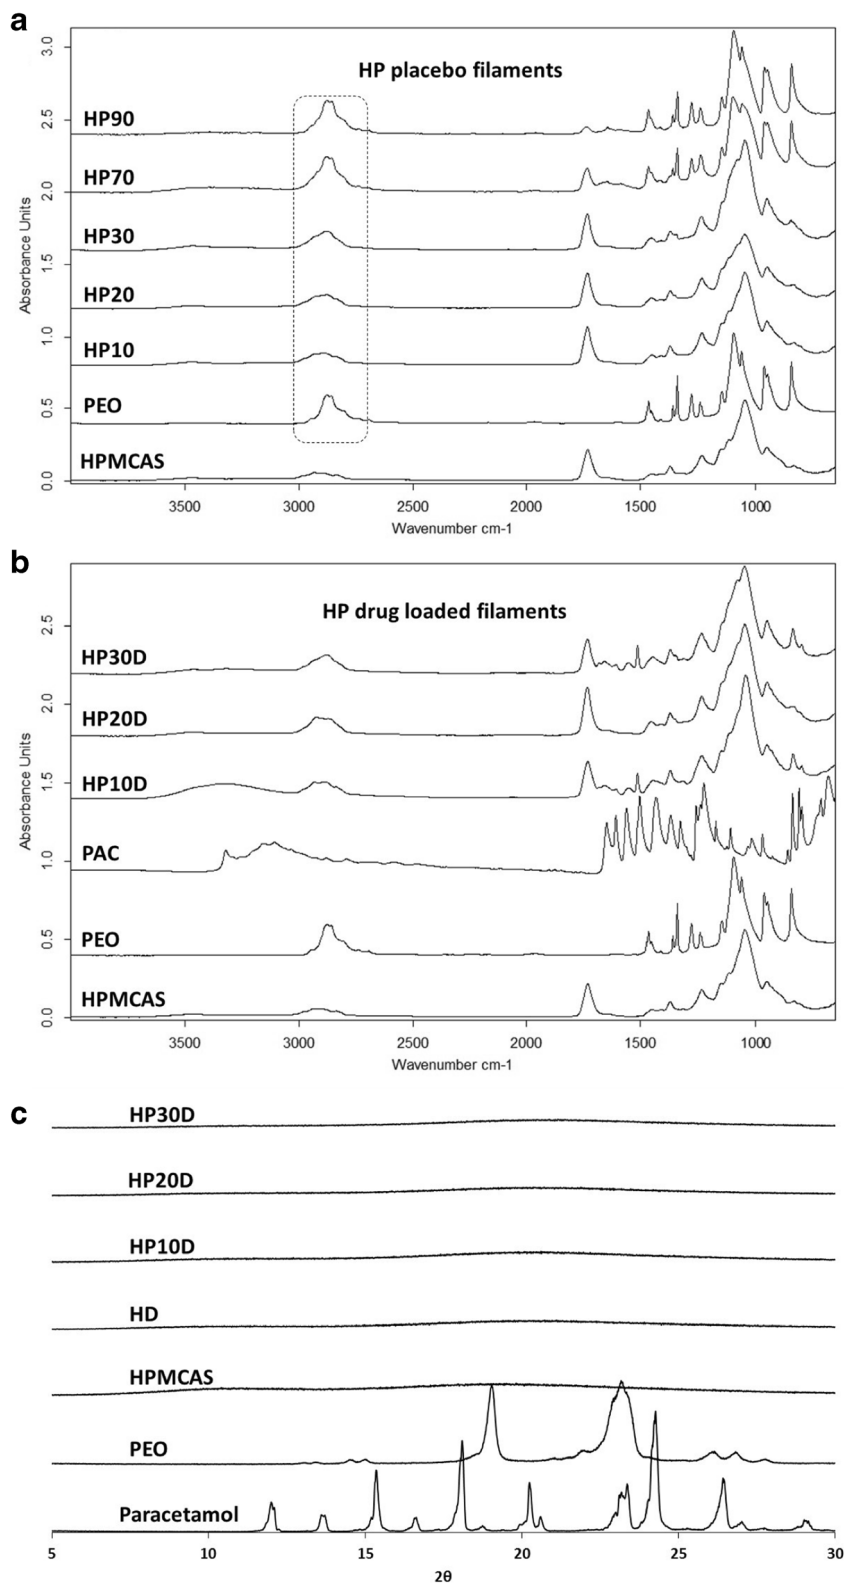 a
HP placebo filaments
3.0
2.5
2.0
1.5
1.0
0.5
0.0
Absorbance Units
HP90
HP70
HP30
HP20
HP10
PEO
HPMCAS
3500 3000 2500 2000 1500 1000
Wavenumber cm-1
b
HP drug loaded filaments
2.5
2.0
1.5
1.0
0.5
0.0
Absorbance Units
HP30D
HP20D
HP10D
PAC
PEO
HPMCAS
3500 3000 2500 2000 1500 1000
Wavenumber cm-1
c
HP30D
HP20D
HP10D
HD
HPMCAS
PEO
Paracetamol
5 10 15 20 25 30
2θ